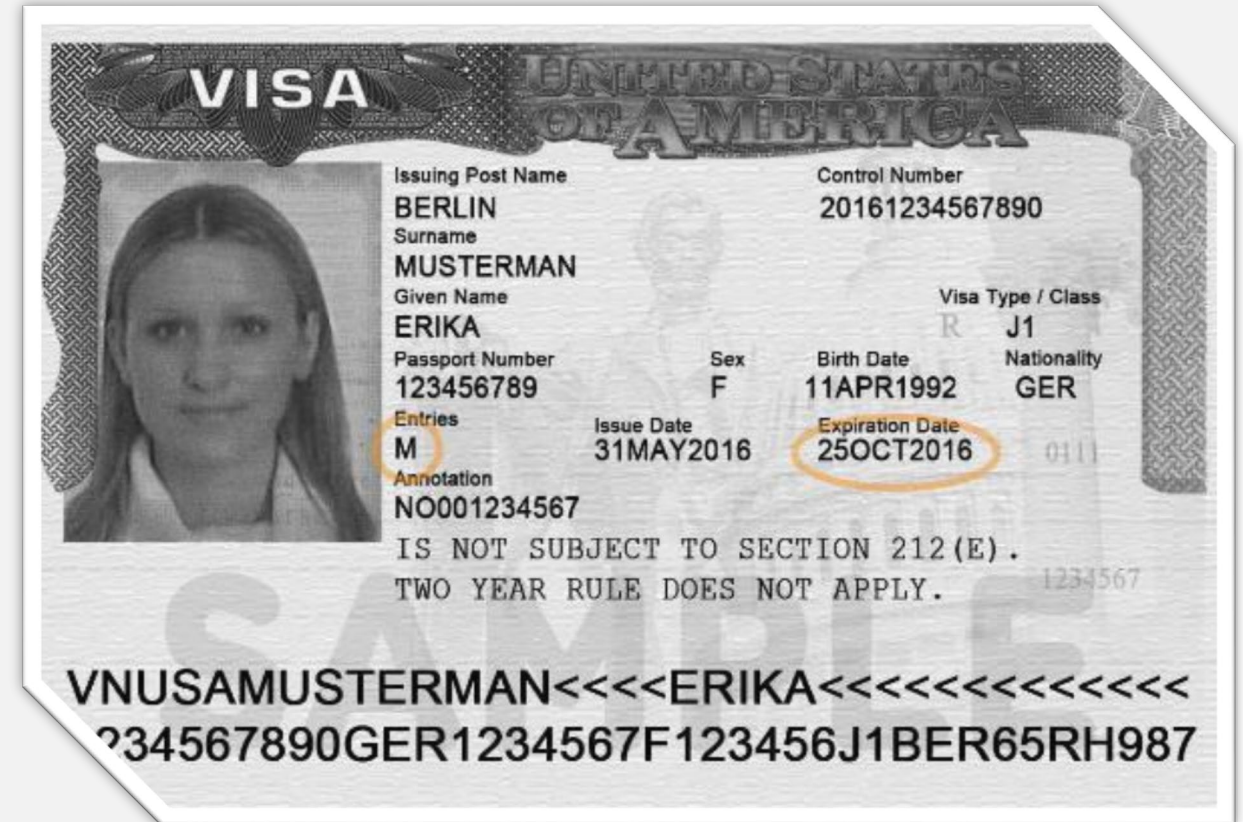 VISA
UNITED STATES
OF AMERICA
Issuing Post Name Control Number
BERLIN 20161234567890
Surname
MUSTERMAN
Given Name Visa Type / Class
ERIKA R J1
Passport Number Sex Birth Date Nationality
123456789 F 11APR1992 GER
Entries Issue Date Expiration Date
M 31MAY2016 25OCT2016 0111
Annotation
NO001234567
IS NOT SUBJECT TO SECTION 212(E).
TWO YEAR RULE DOES NOT APPLY. 1234567
SAMPLE
VNUSAMUSTERMAN<<<<ERIKA<<<<<<<<<<<<<<
234567890GER1234567F123456J1BER65RH987